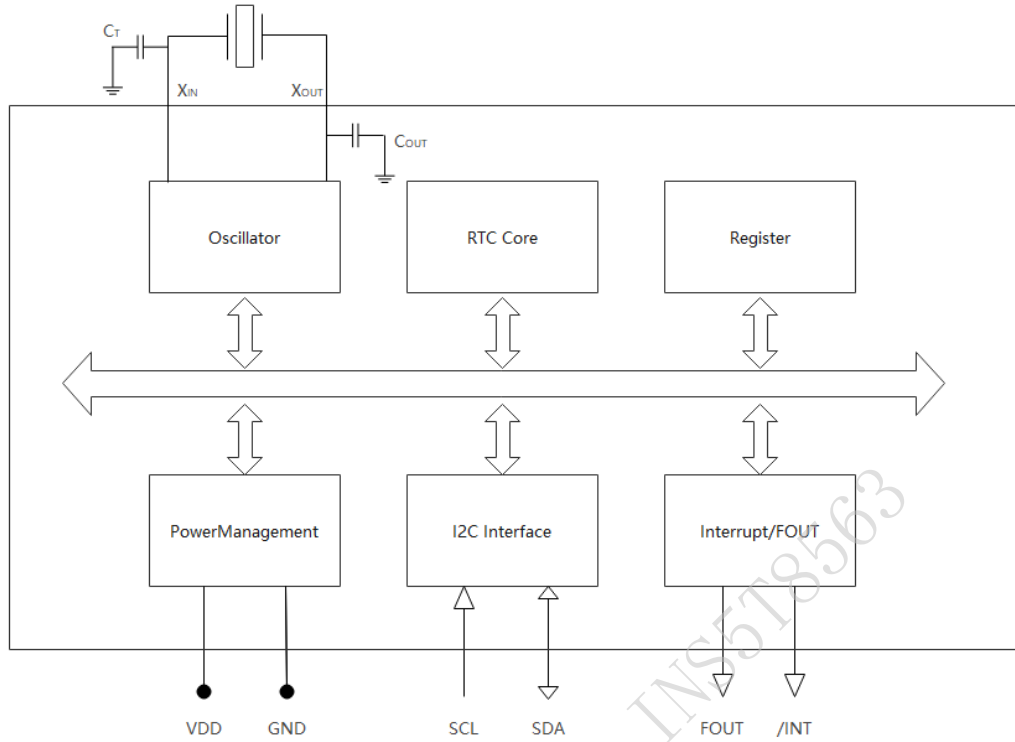 CT
XIN XOUT
COUT
Oscillator RTC Core Register
PowerManagement I2C Interface Interrupt/FOUT
INS5T8563
VDD GND SCL SDA FOUT /INT